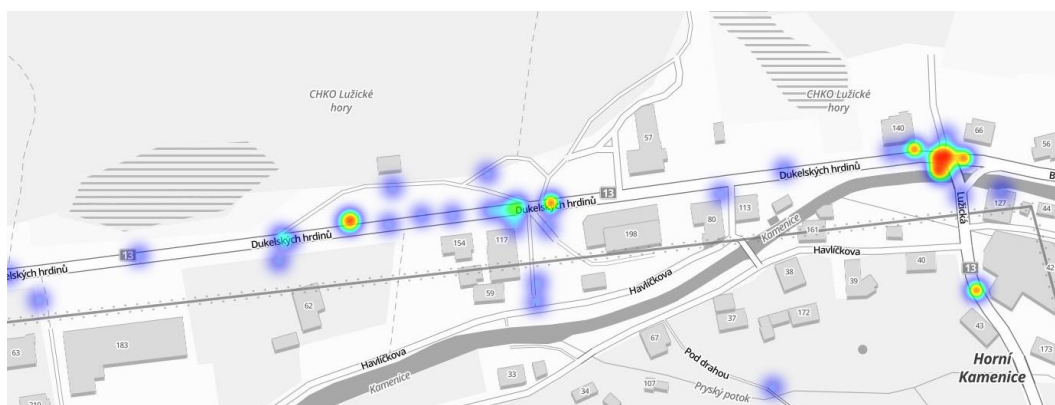 CHKO Lužické
hory
CHKO Lužické
hory
57
140
66
56
Dukelských hrdinů
B
13
Dukelských hrdinů
Lužická
127
44
80
113
Kamenice
161
198
Dukelských hrdinů
117
154
13
ukelských hrdinů
Havlíčkova
40
42
13
38
39
59
Havlíčkova
62
172
37
43
67
183
63
Havlíčkova
Pod drahou
173
Horní
Kamenice
Kamenice
33
107
Pryský potok
34
210